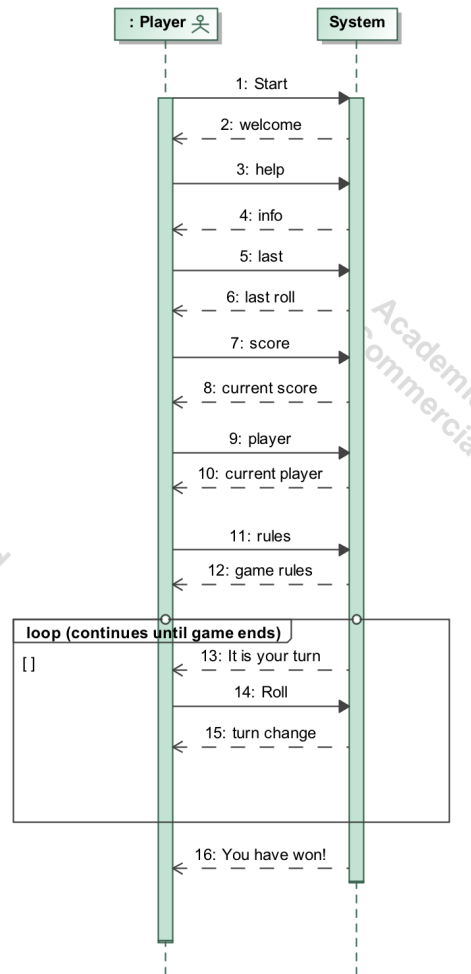 : Player
System
1: Start
2: welcome
3: help
4: info
5: last
6: last roll
7: score
8: current score
9: player
10: current player
11: rules
12: game rules
loop (continues until game ends)
[ ]
13: It is your turn
14: Roll
15: turn change
16: You have won!
Academic
Commercia